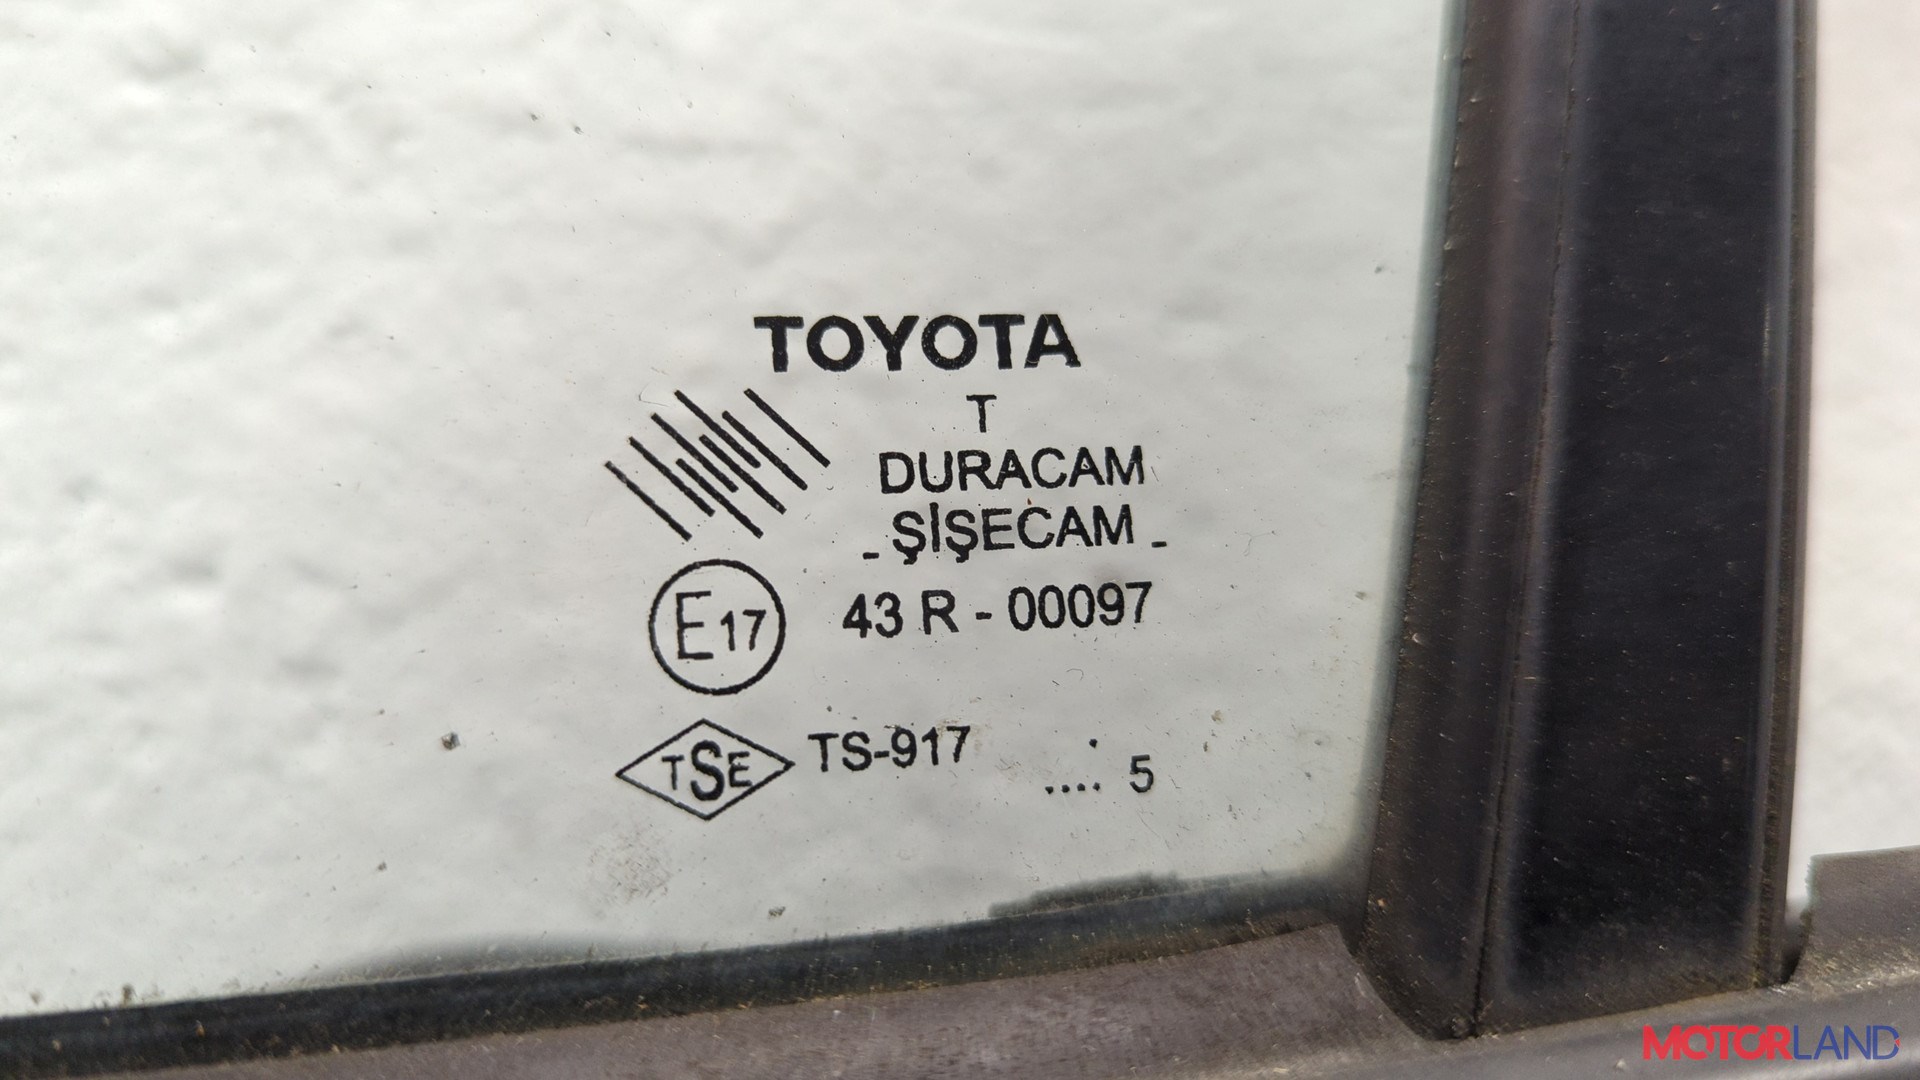 TOYOTA
T
DURACAM
- ŞİŞECAM -
E17 43 R - 00097
TSE TS-917 .... 5
MOTORLAND